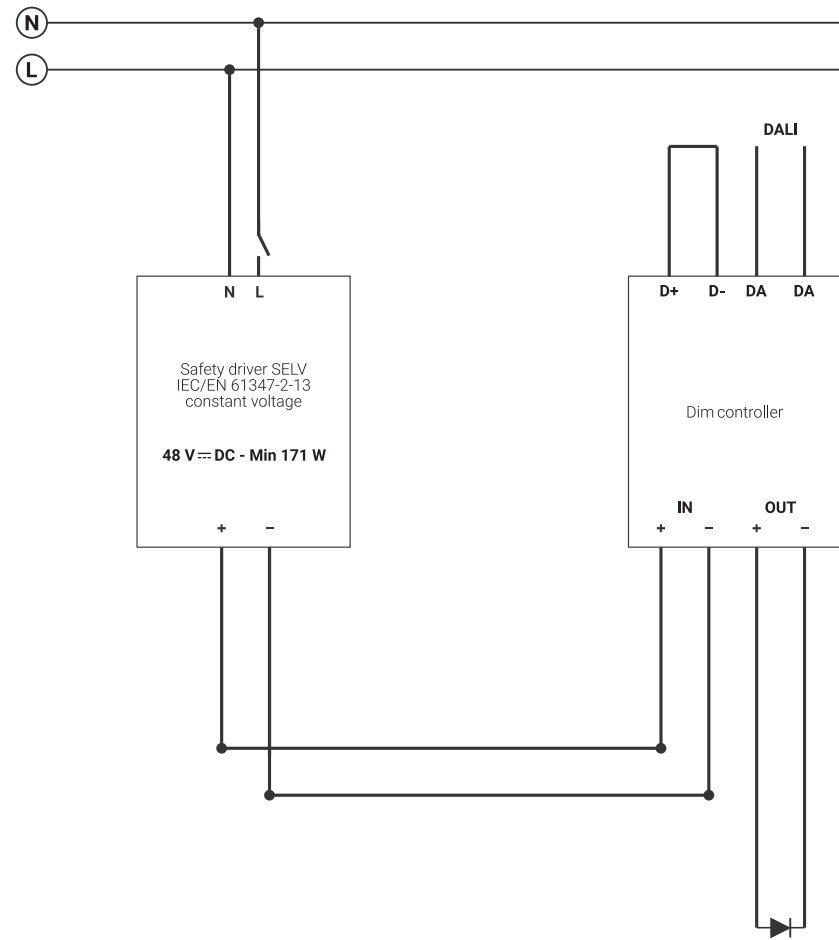 N
L
DALI
D+ D- DA DA
N L
Safety driver SELV
IEC/EN 61347-2-13
constant voltage
48 V⎓DC - Min 171 W
+ −
Dim controller
IN OUT
+ − + −